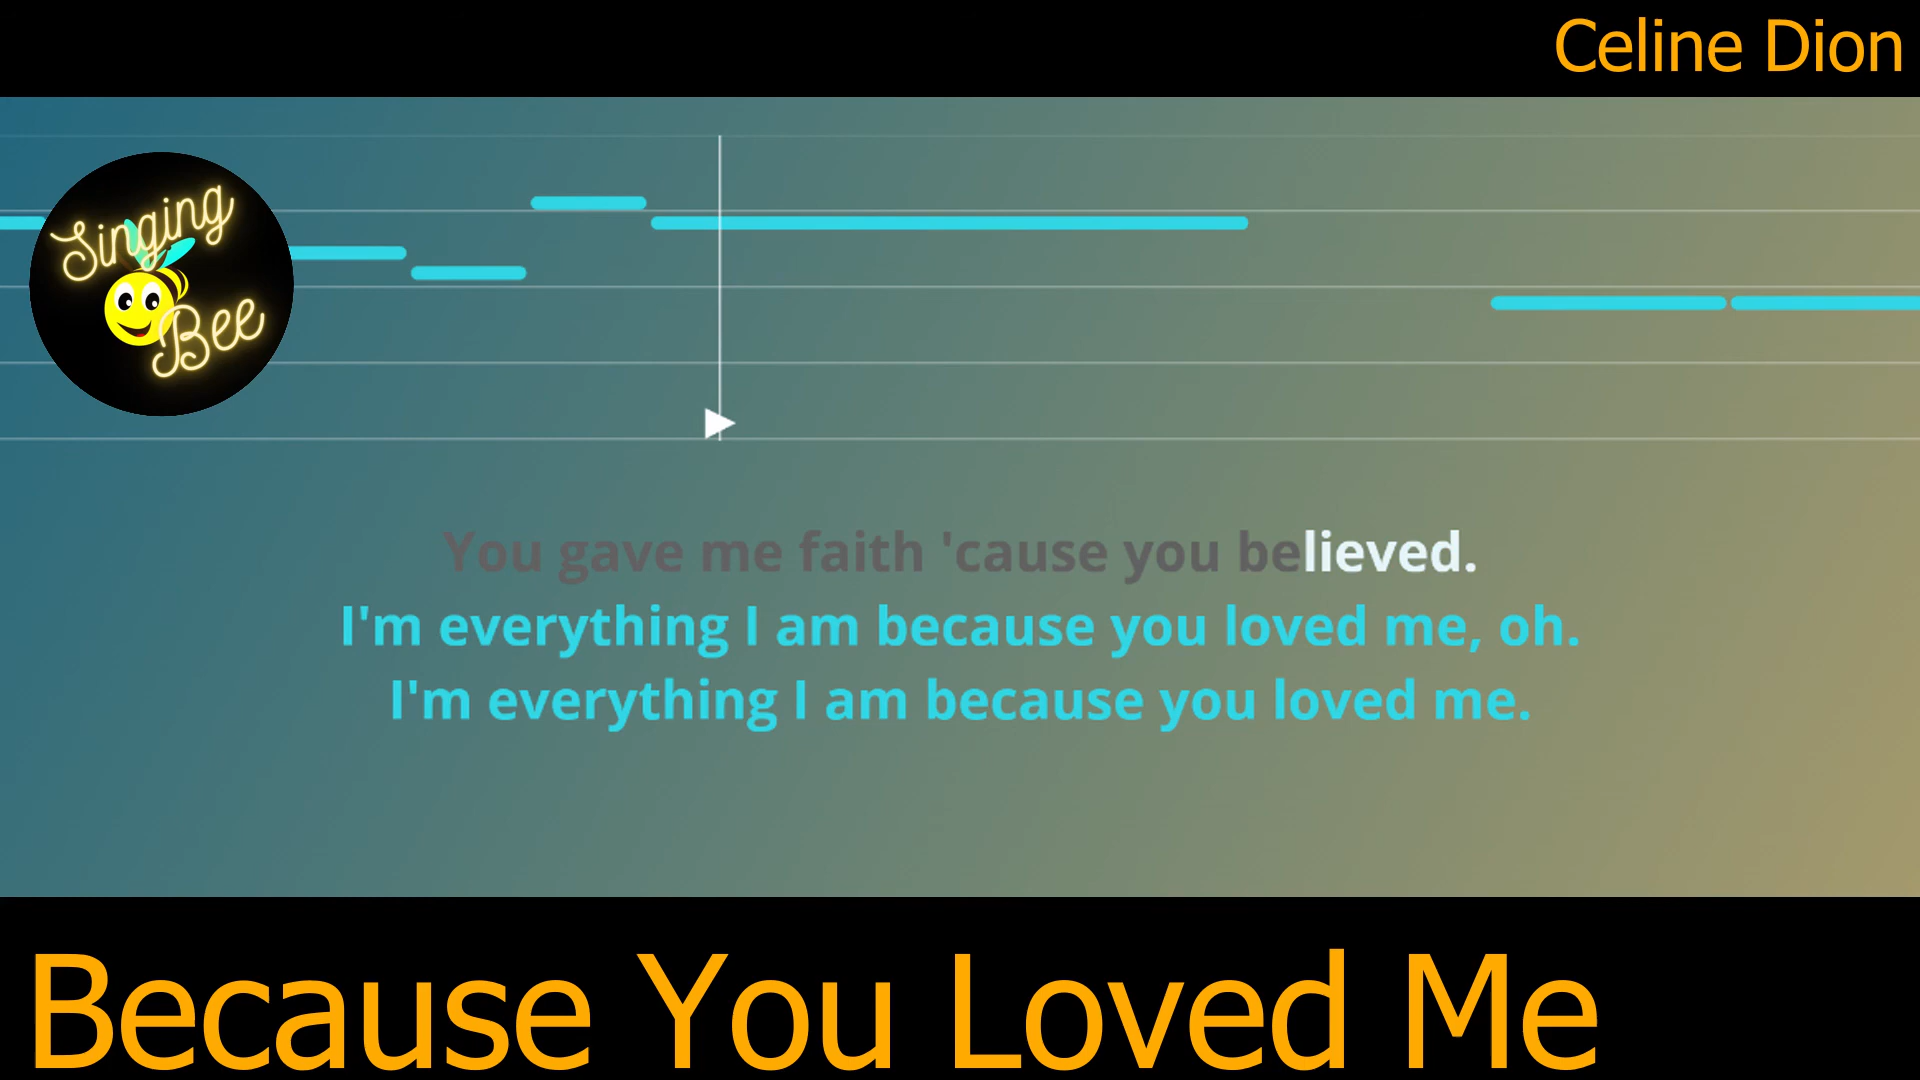 Celine Dion
Singing
Bee
You gave me faith 'cause you believed.
I'm everything I am because you loved me, oh.
I'm everything I am because you loved me.
Because You Loved Me